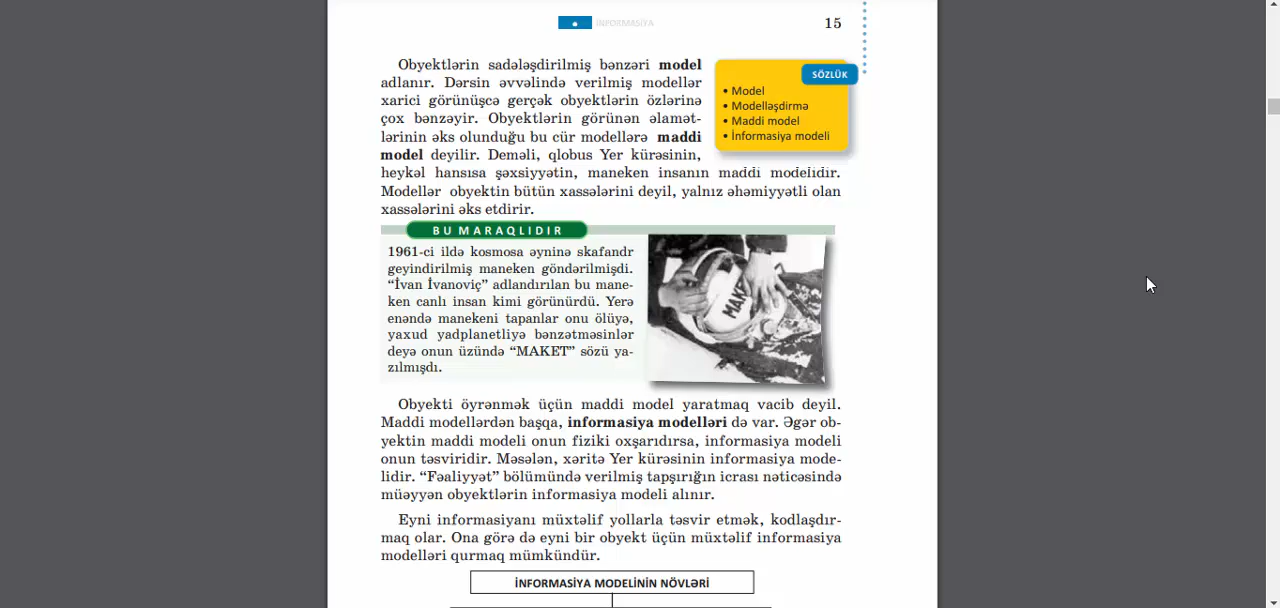 İNFORMASİYA
15
Obyektlərin sadələşdirilmiş bənzəri model
adlanır. Dərsin əvvəlində verilmiş modellər
xarici görünüşcə gerçək obyektlərin özlərinə
çox bənzəyir. Obyektlərin görünən əlamət-
lərinin əks olunduğu bu cür modellərə maddi
model deyilir. Deməli, qlobus Yer kürəsinin,
heykəl hansısa şəxsiyyətin, maneken insanın maddi modelidir.
Modellər obyektin bütün xassələrini deyil, yalnız əhəmiyyətli olan
xassələrini əks etdirir.
SÖZLÜK
• Model
• Modelləşdirmə
• Maddi model
• İnformasiya modeli
BU MARAQLIDIR
1961-ci ildə kosmosa əyninə skafandr
geyindirilmiş maneken göndərilmişdi.
“İvan İvanoviç” adlandırılan bu mane-
ken canlı insan kimi görünürdü. Yerə
enəndə manekeni tapanlar onu ölüyə,
yaxud yadplanetliyə bənzətməsinlər
deyə onun üzündə “MAKET” sözü ya-
zılmışdı.
MAKE
Obyekti öyrənmək üçün maddi model yaratmaq vacib deyil.
Maddi modellərdən başqa, informasiya modelləri də var. Əgər ob-
yektin maddi modeli onun fiziki oxşarıdırsa, informasiya modeli
onun təsviridir. Məsələn, xəritə Yer kürəsinin informasiya mode-
lidir. “Fəaliyyət” bölümündə verilmiş tapşırığın icrası nəticəsində
müəyyən obyektlərin informasiya modeli alınır.
Eyni informasiyanı müxtəlif yollarla təsvir etmək, kodlaşdır-
maq olar. Ona görə də eyni bir obyekt üçün müxtəlif informasiya
modelləri qurmaq mümkündür.
İNFORMASİYA MODELİNİN NÖVLƏRİ